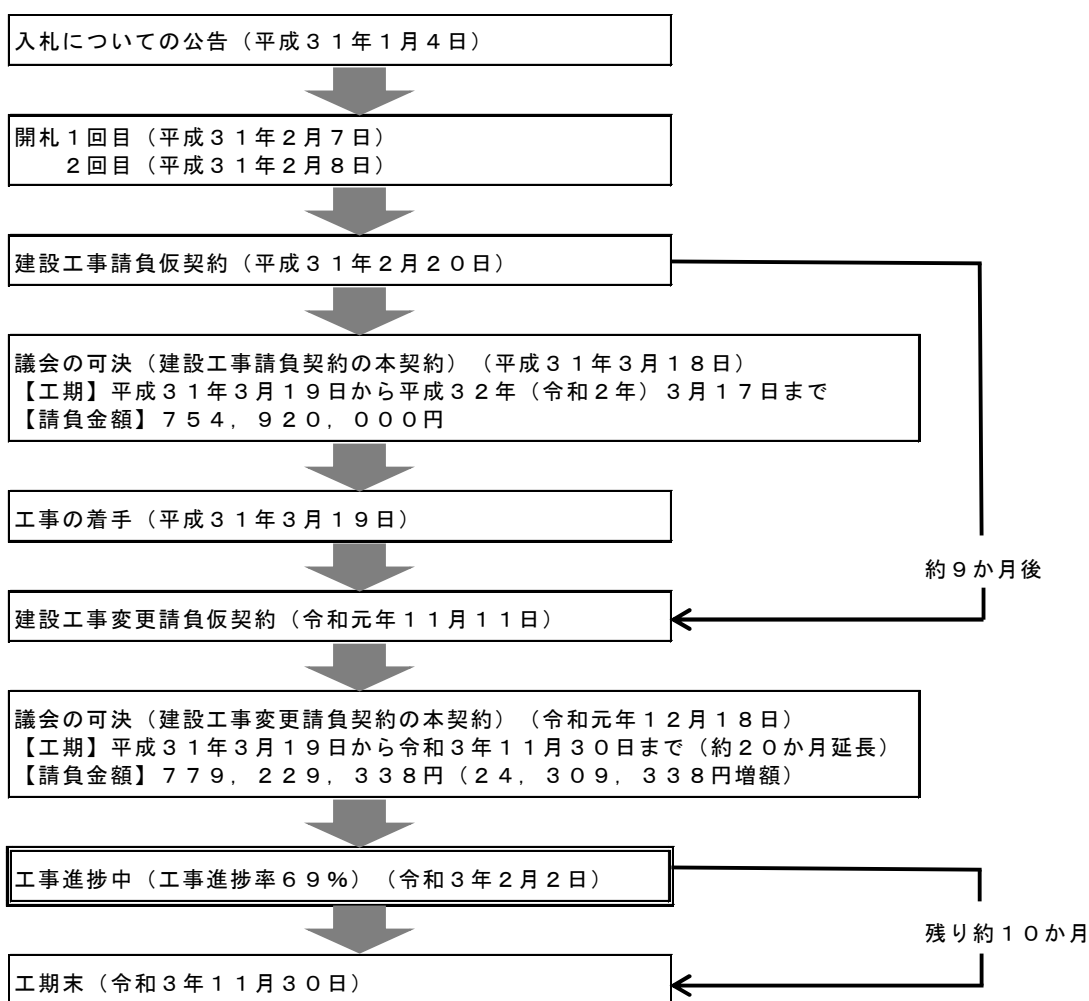 入札についての公告（平成３１年１月４日）
開札１回目（平成３１年２月７日）
２回目（平成３１年２月８日）
建設工事請負仮契約（平成３１年２月２０日）
議会の可決（建設工事請負契約の本契約）（平成３１年３月１８日）
【工期】平成３１年３月１９日から平成３２年（令和２年）３月１７日まで
【請負金額】７５４，９２０，０００円
工事の着手（平成３１年３月１９日）
約９か月後
建設工事変更請負仮契約（令和元年１１月１１日）
議会の可決（建設工事変更請負契約の本契約）（令和元年１２月１８日）
【工期】平成３１年３月１９日から令和３年１１月３０日まで（約２０か月延長）
【請負金額】７７９，２２９，３３８円（２４，３０９，３３８円増額）
工事進捗中（工事進捗率６９％）（令和３年２月２日）
残り約１０か月
工期末（令和３年１１月３０日）